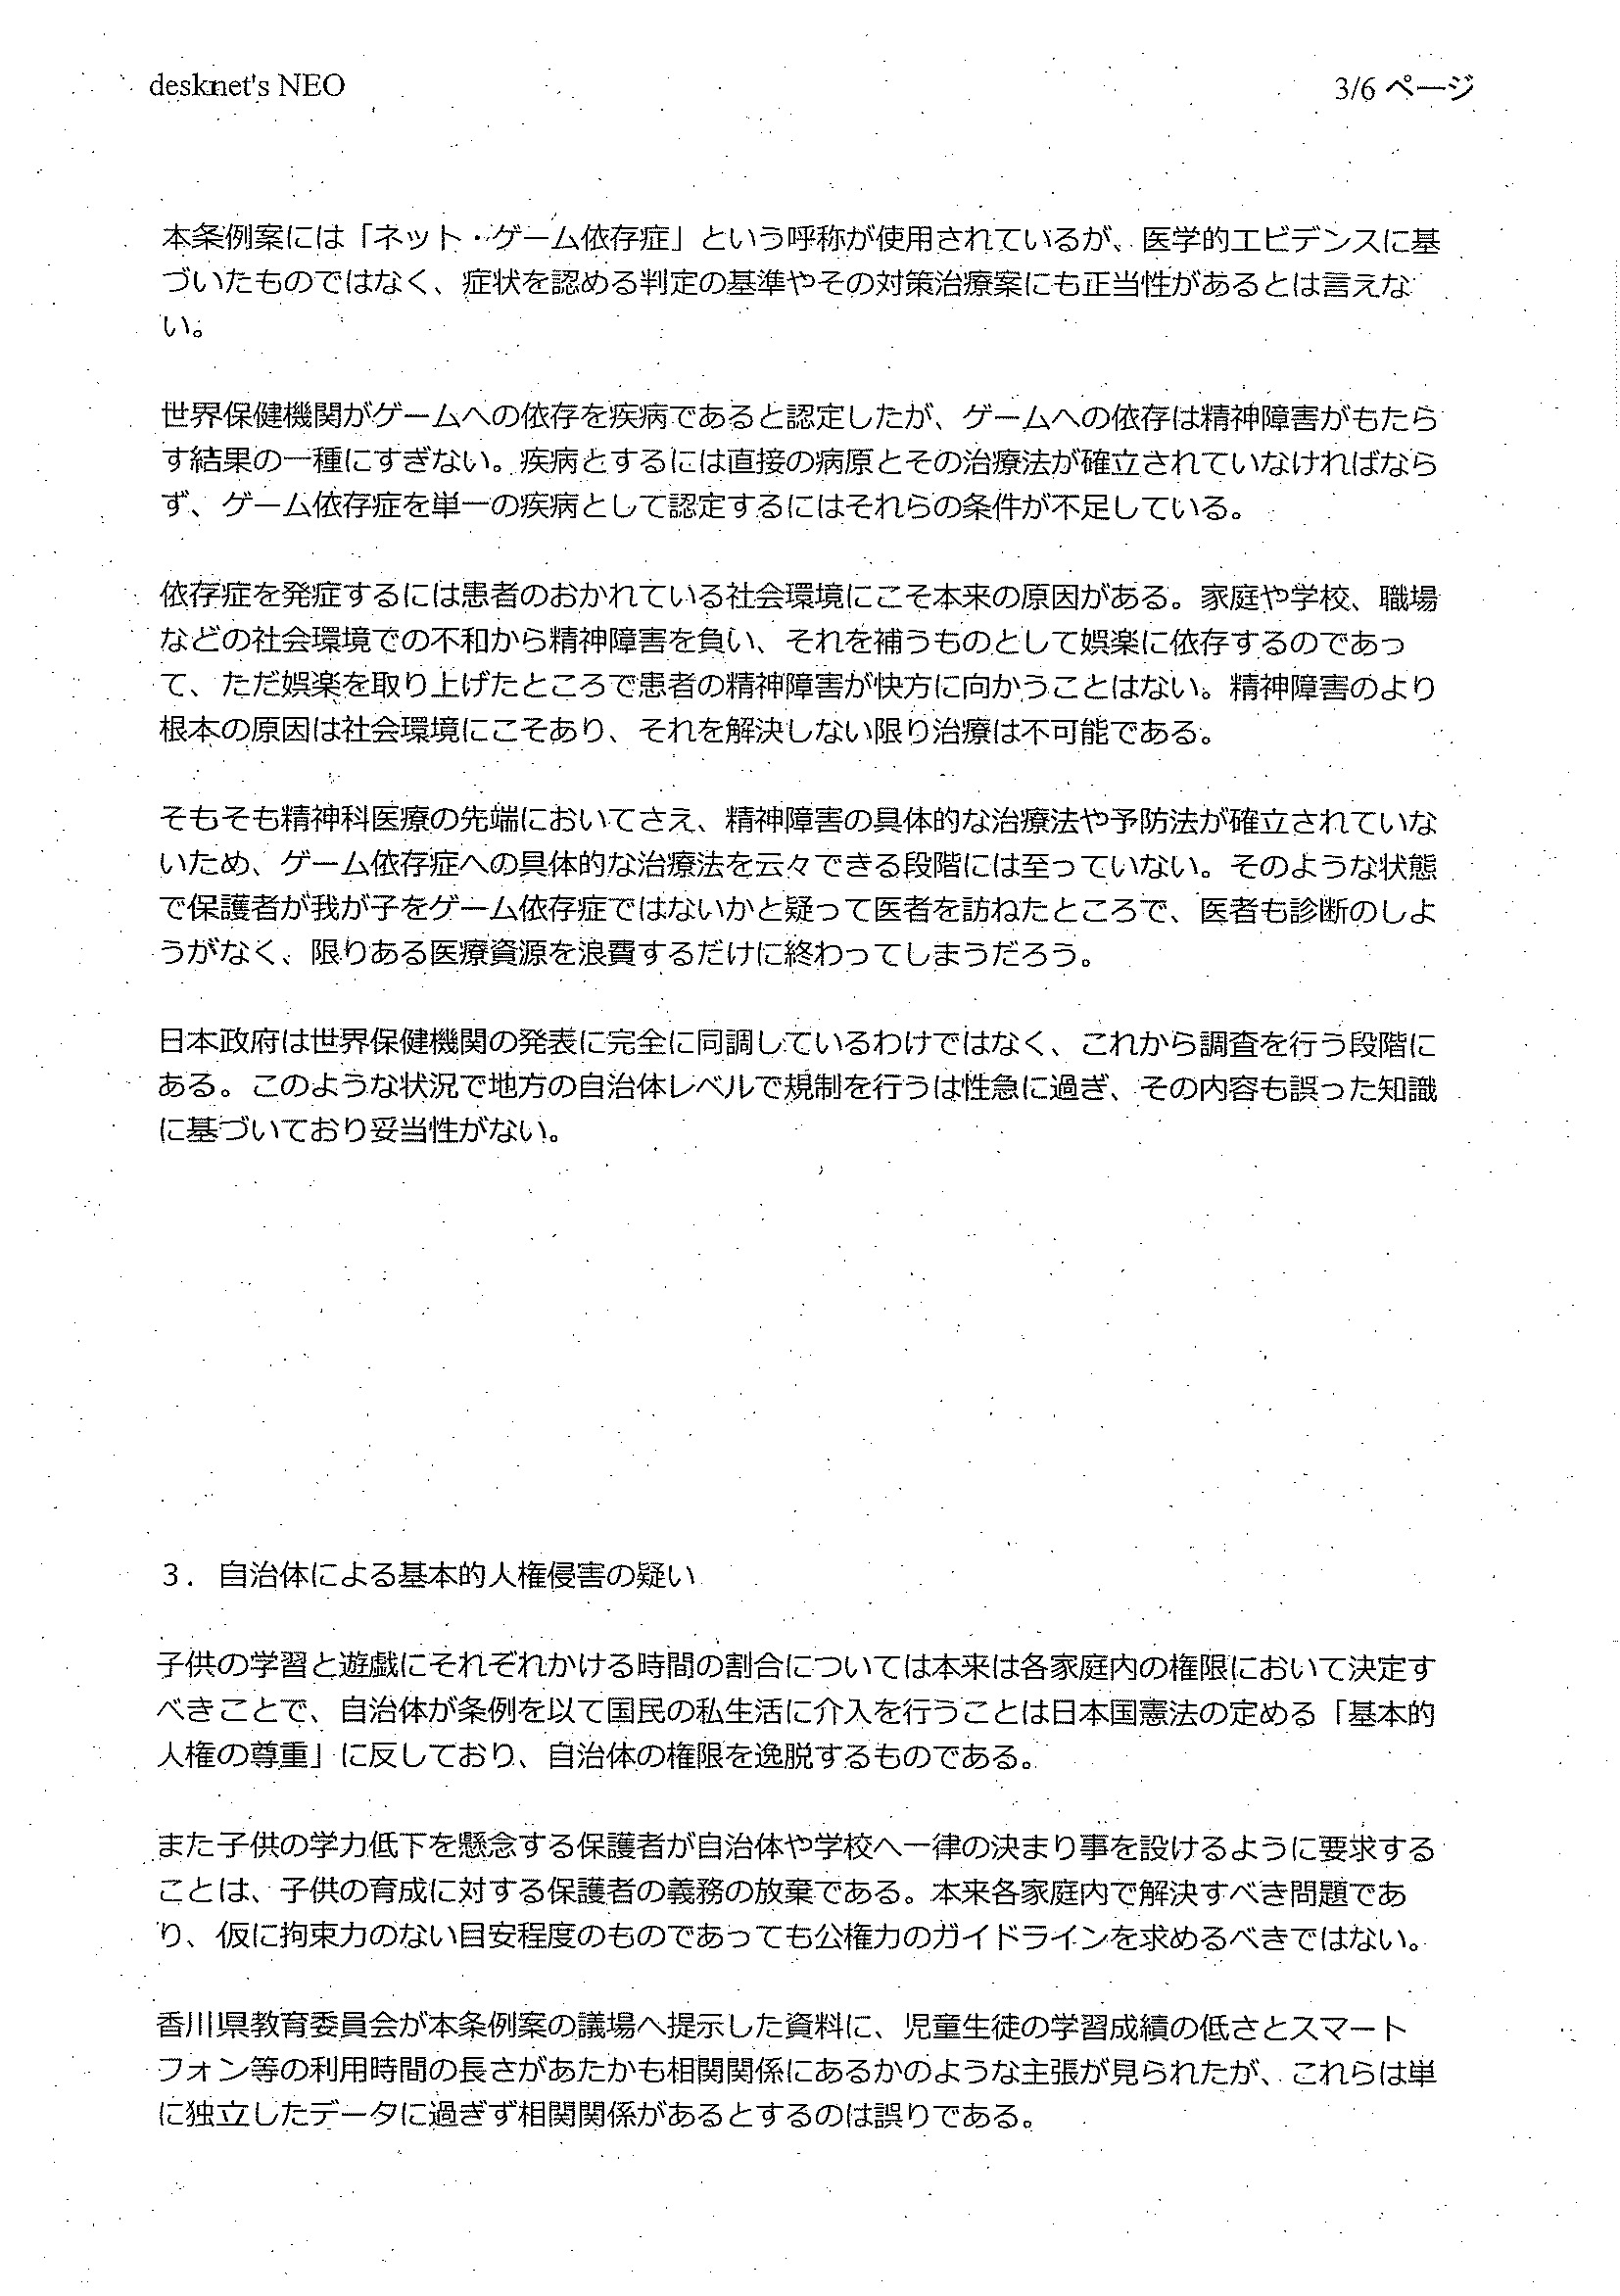 desknet's NEO
3/6 ページ
本条例案には「ネット・ゲーム依存症」という呼称が使用されているが、医学的エビデンスに基
づいたものではなく、症状を認める判定の基準やその対策治療案にも正当性があるとは言えな
い。
世界保健機関がゲームへの依存を疾病であると認定したが、ゲームへの依存は精神障害がもたら
す結果の一種にすぎない。疾病とするには直接の病原とその治療法が確立されていなければなら
ず、ゲーム依存症を単一の疾病として認定するにはそれらの条件が不足している。
依存症を発症するには患者のおかれている社会環境にこそ本来の原因がある。家庭や学校、職場
などの社会環境での不和から精神障害を負い、それを補うものとして娯楽に依存するのであっ
て、ただ娯楽を取り上げたところで患者の精神障害が快方に向かうことはない。精神障害のより
根本の原因は社会環境にこそあり、それを解決しない限り治療は不可能である。
そもそも精神科医療の先端においてさえ、精神障害の具体的な治療法や予防法が確立されていな
いため、ゲーム依存症への具体的な治療法を云々できる段階には至っていない。そのような状態
で保護者が我が子をゲーム依存症ではないかと疑って医者を訪ねたところで、医者も診断のしよ
うがなく、限りある医療資源を浪費するだけに終わってしまうだろう。
日本政府は世界保健機関の発表に完全に同調しているわけではなく、これから調査を行う段階に
ある。このような状況で地方の自治体レベルで規制を行うは性急に過ぎ、その内容も誤った知識
に基づいており妥当性がない。
３．自治体による基本的人権侵害の疑い
子供の学習と遊戯にそれぞれかける時間の割合については本来は各家庭内の権限において決定す
べきことで、自治体が条例を以て国民の私生活に介入を行うことは日本国憲法の定める「基本的
人権の尊重」に反しており、自治体の権限を逸脱するものである。
また子供の学力低下を懸念する保護者が自治体や学校へ一律の決まり事を設けるように要求する
ことは、子供の育成に対する保護者の義務の放棄である。本来各家庭内で解決すべき問題であ
り、仮に拘束力のない目安程度のものであっても公権力のガイドラインを求めるべきではない。
香川県教育委員会が本条例案の議場へ提示した資料に、児童生徒の学習成績の低さとスマート
フォン等の利用時間の長さがあたかも相関関係にあるかのような主張が見られたが、これらは単
に独立したデータに過ぎず相関関係があるとするのは誤りである。